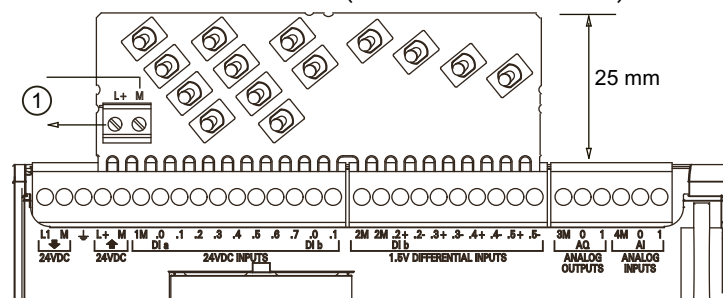 25 mm
1
L+ M
L1 M L+ M 1M .0 .1 .2 .3 .4 .5 .6 .7 .0 .1 2M 2M .2+ .2- .3+ .3- .4+ .4- .5+ .5- 3M 0 1 4M 0 1
DI a DI b DI b AQ AI
24VDC 24VDC 24VDC INPUTS 1.5V DIFFERENTIAL INPUTS ANALOG OUTPUTS ANALOG INPUTS